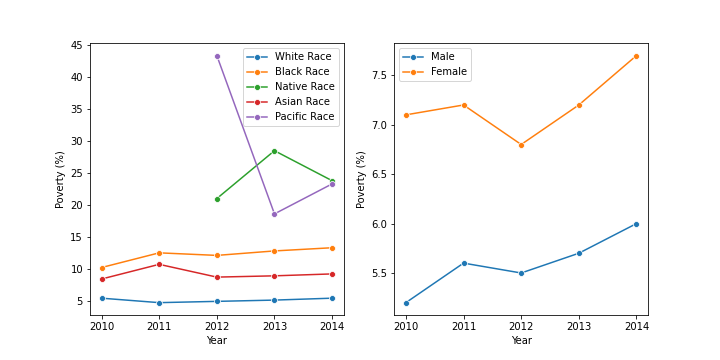 45
40
35
30
25
20
15
10
5
Poverty (%)
2010 2011 2012 2013 2014
Year
White Race
Black Race
Native Race
Asian Race
Pacific Race
7.5
7.0
6.5
6.0
5.5
Poverty (%)
2010 2011 2012 2013 2014
Year
Male
Female